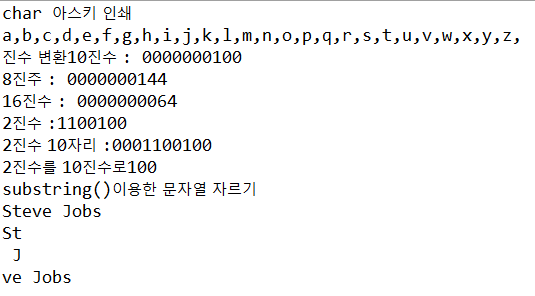 char 아스키 인쇄
a,b,c,d,e,f,g,h,i,j,k,l,m,n,o,p,q,r,s,t,u,v,w,x,y,z,
진수 변환10진수 : 0000000100
8진주 : 0000000144
16진수 : 0000000064
2진수 :1100100
2진수 10자리 :0001100100
2진수를 10진수로100
substring()이용한 문자열 자르기
Steve Jobs
St
 J
ve Jobs